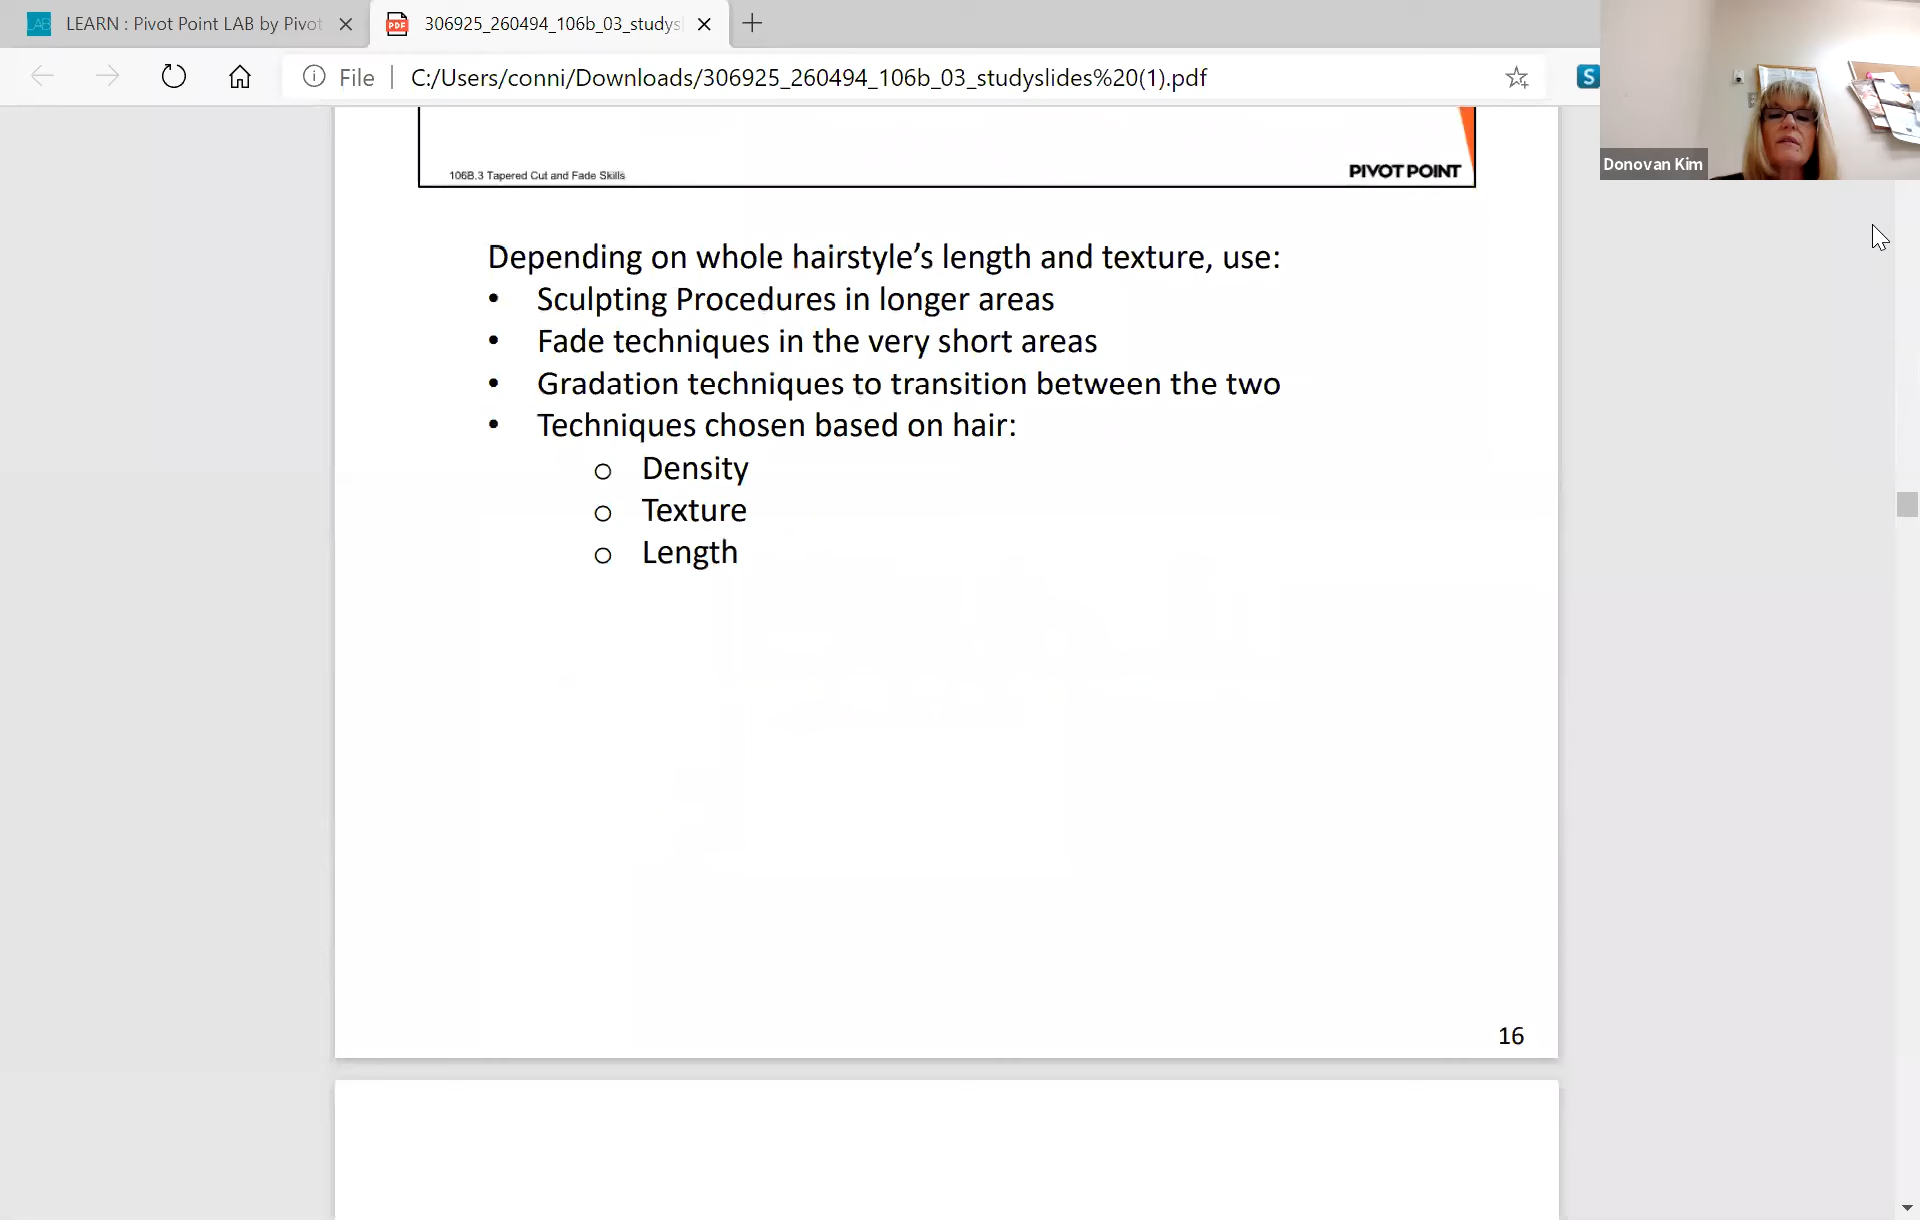 LEARN : Pivot Point LAB by Pivot
306925_260494_106b_03_studys
File
C:/Users/conni/Downloads/306925_260494_106b_03_studyslides%20(1).pdf
S
Donovan Kim
106B.3 Tapered Cut and Fade Skills
PIVOT POINT
Depending on whole hairstyle’s length and texture, use:
• Sculpting Procedures in longer areas
• Fade techniques in the very short areas
• Gradation techniques to transition between the two
• Techniques chosen based on hair:
o Density
o Texture
o Length
16